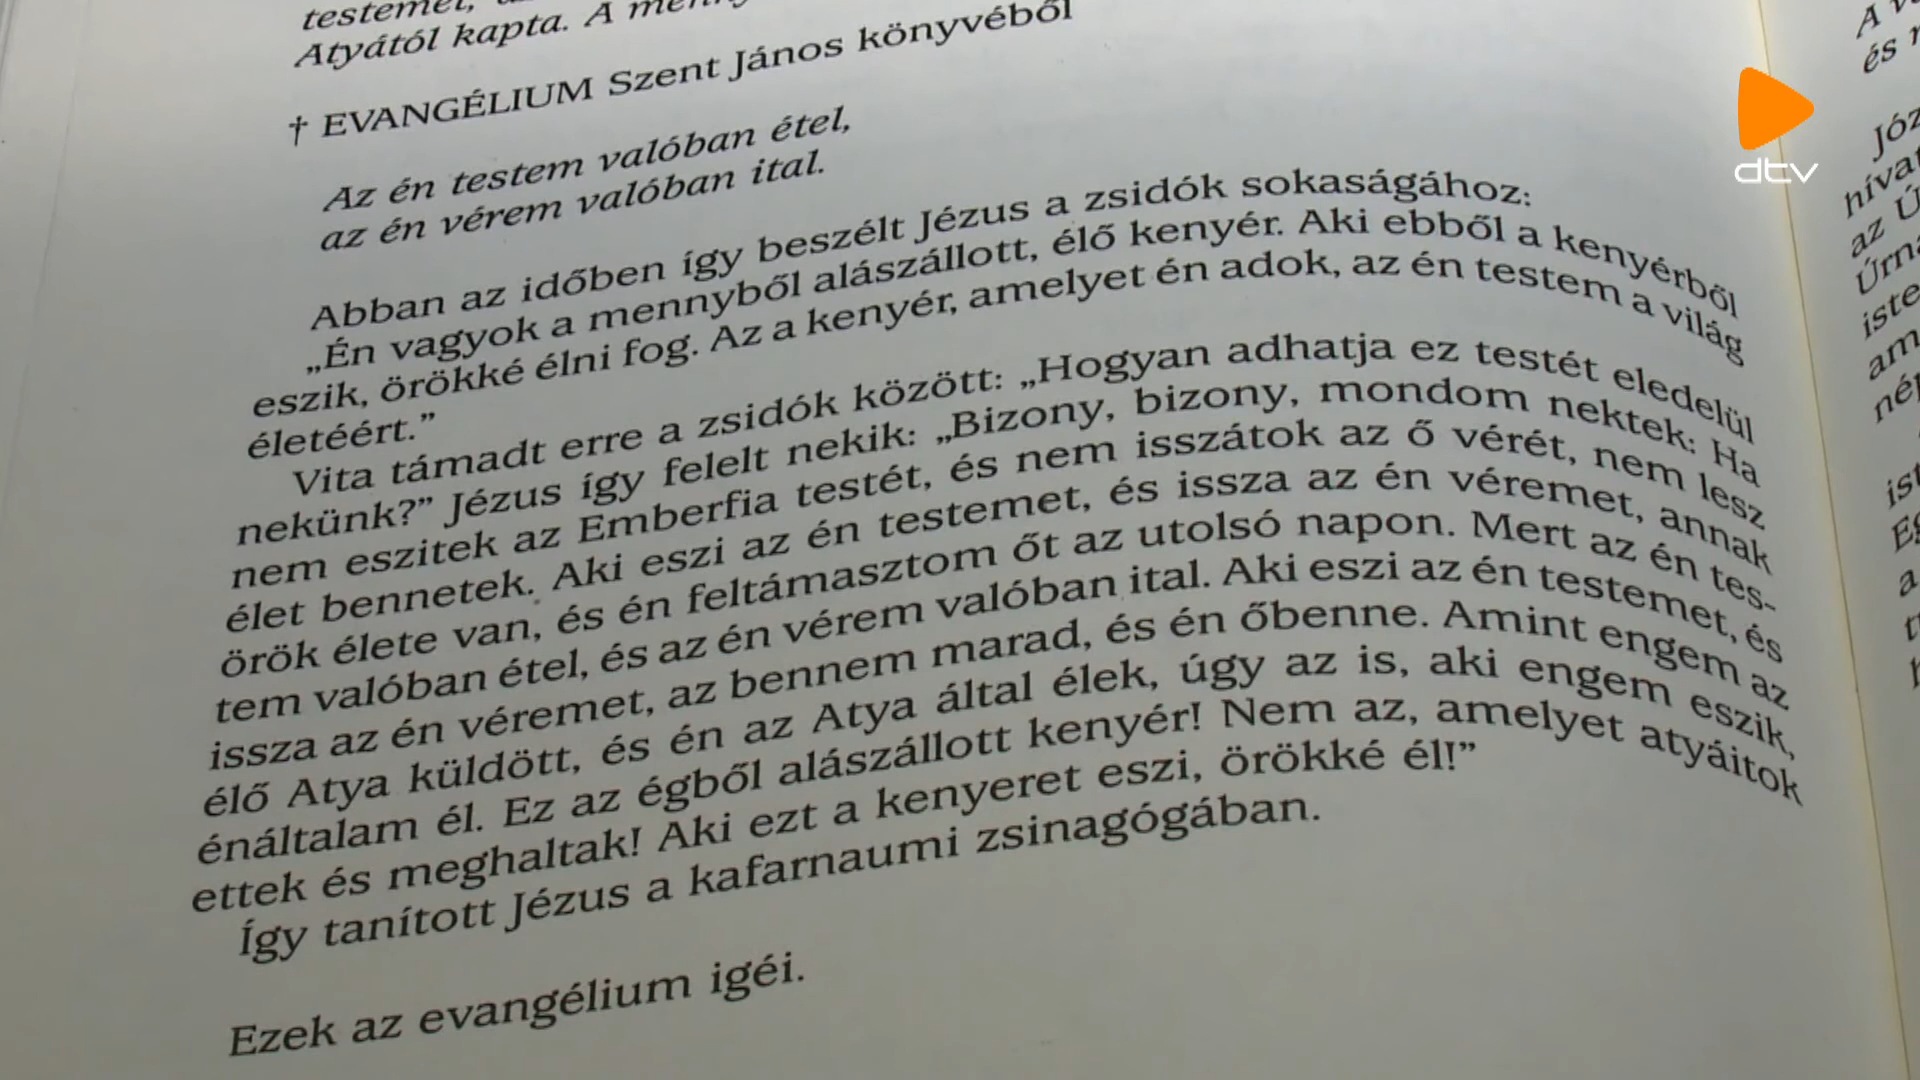 testemet,
Atyától kapta. A
† EVANGÉLIUM Szent János könyvéből
Az én testem valóban étel,
az én vérem valóban ital.
Abban az időben így beszélt Jézus a zsidók sokaságához:
„Én vagyok a mennyből alászállott, élő kenyér. Aki ebből a kenyérből
eszik, örökké élni fog. Az a kenyér, amelyet én adok, az én testem a világ
életéért.”
Vita támadt erre a zsidók között: „Hogyan adhatja ez testét eledelül
nekünk?” Jézus így felelt nekik: „Bizony, bizony, mondom nektek: Ha
nem eszitek az Emberfia testét, és nem isszátok az ő vérét, nem lesz
élet bennetek. Aki eszi az én testemet, és issza az én véremet, annak
örök élete van, és én feltámasztom őt az utolsó napon. Mert az én tes-
tem valóban étel, és az én vérem valóban ital. Aki eszi az én testemet, és
issza az én véremet, az bennem marad, és én őbenne. Amint engem az
élő Atya küldött, és én az Atya által élek, úgy az is, aki engem eszik,
énáltalam él. Ez az égből alászállott kenyér! Nem az, amelyet atyáitok
ettek és meghaltak! Aki ezt a kenyeret eszi, örökké él!”
Így tanított Jézus a kafarnaumi zsinagógában.
Ezek az evangélium igéi.
dtv